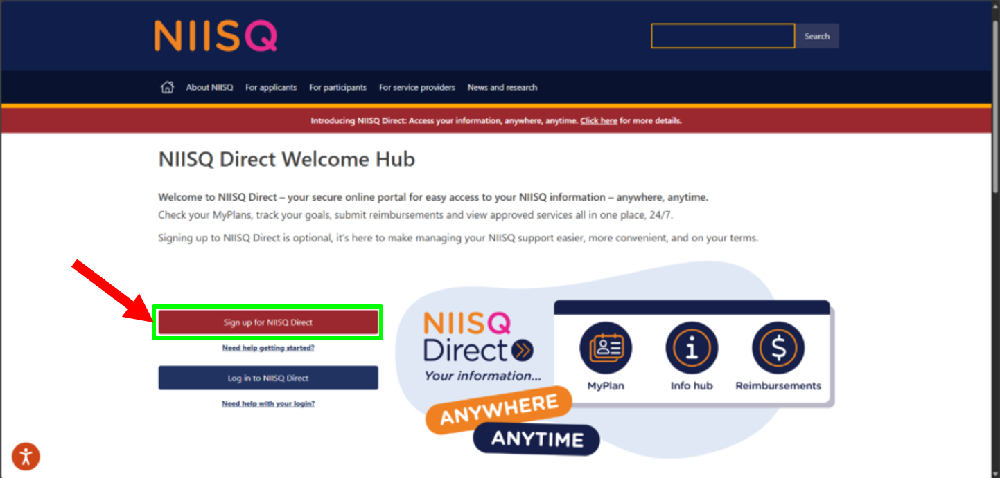 NIISQ
Search
About NIISQ For applicants For participants For service providers News and research
Introducing NIISQ Direct: Access your information, anywhere, anytime. Click here for more details.
NIISQ Direct Welcome Hub
Welcome to NIISQ Direct – your secure online portal for easy access to your NIISQ information – anywhere, anytime.
Check your MyPlans, track your goals, submit reimbursements and view approved services all in one place, 24/7.
Signing up to NIISQ Direct is optional, it's here to make managing your NIISQ support easier, more convenient, and on your terms.
Sign up for NIISQ Direct
Need help getting started?
Log in to NIISQ Direct
Need help with your login?
NIISQ
Direct
Your information...
ANYWHERE
ANYTIME
MyPlan
Info hub
Reimbursements